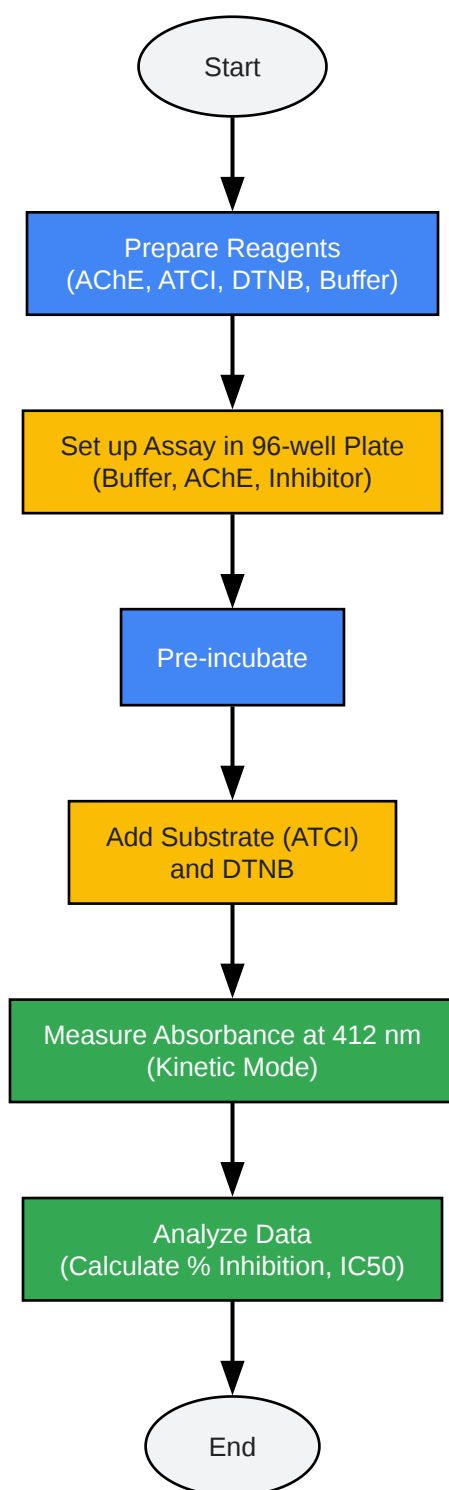 Start
Prepare Reagents
(AChE, ATCI, DTNB, Buffer)
Set up Assay in 96-well Plate
(Buffer, AChE, Inhibitor)
Pre-incubate
Add Substrate (ATCI)
and DTNB
Measure Absorbance at 412 nm
(Kinetic Mode)
Analyze Data
(Calculate % Inhibition, IC50)
End